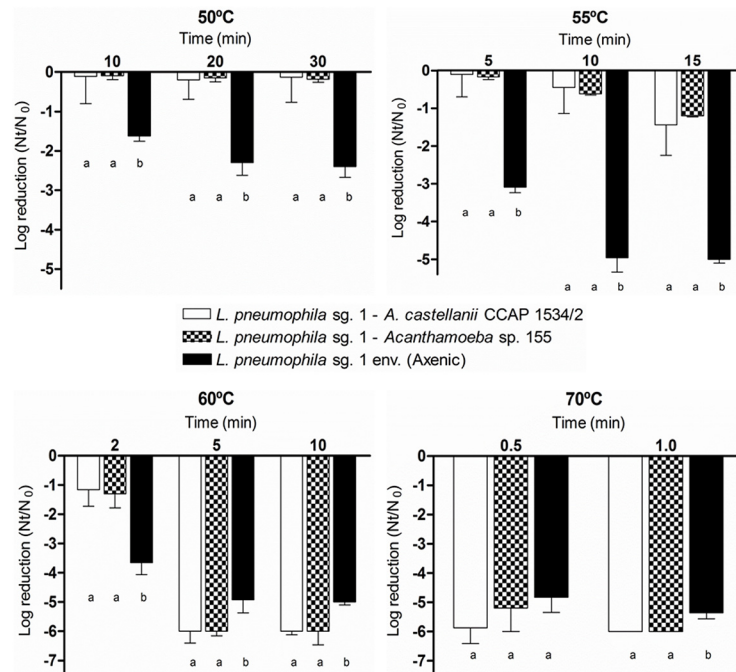 50ºC
Time (min)
10 20 30
Log reduction (Nt/N0)
0
-1
-2
-3
-4
-5
a a b a a b a a b
55ºC
Time (min)
5 10 15
Log reduction (Nt/N0)
0
-1
-2
-3
-4
-5
a a b a a b a a b
L. pneumophila sg. 1 - A. castellanii CCAP 1534/2
L. pneumophila sg. 1 - Acanthamoeba sp. 155
L. pneumophila sg. 1 env. (Axenic)
60ºC
Time (min)
2 5 10
Log reduction (Nt/N0)
0
-1
-2
-3
-4
-5
-6
-7
a a b a a b a a b
70ºC
Time (min)
0.5 1.0
Log reduction (Nt/N0)
0
-1
-2
-3
-4
-5
-6
-7
a a a a a b